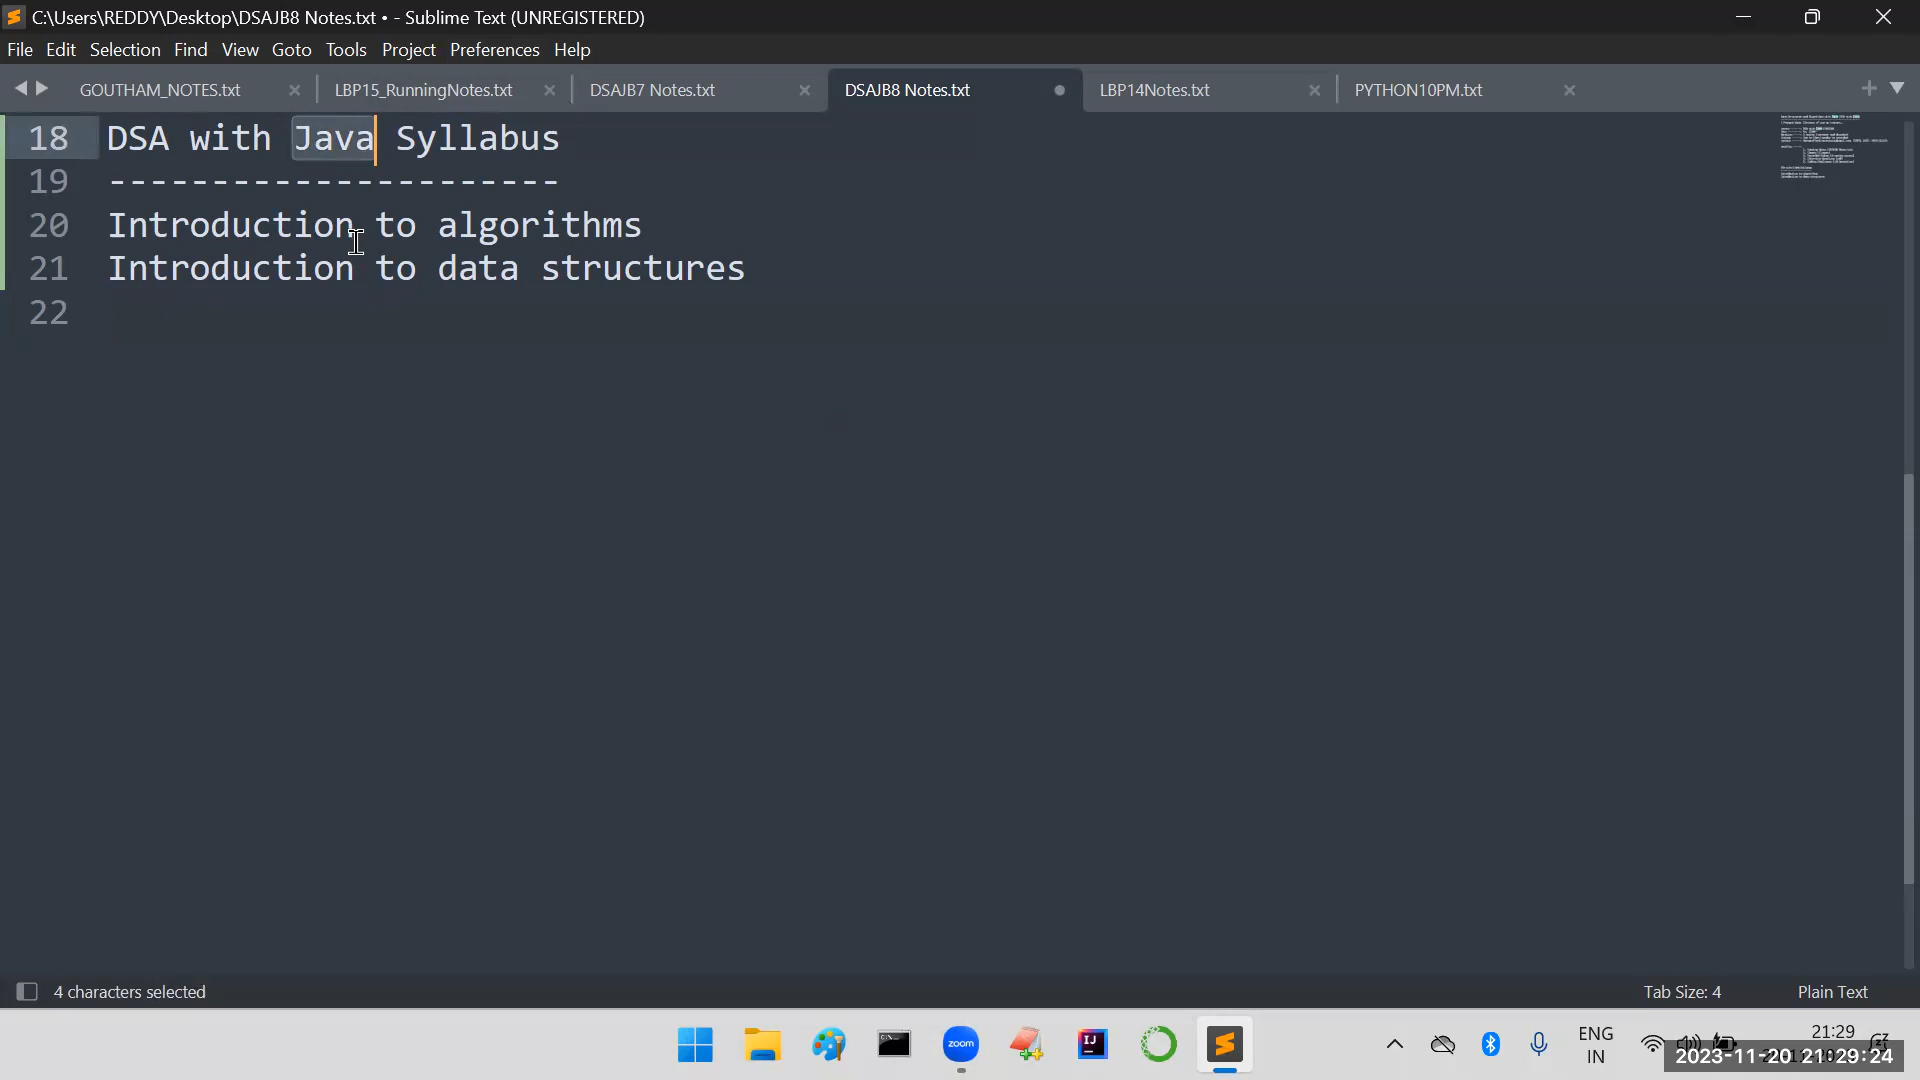 C:\Users\REDDY\Desktop\DSAJB8 Notes.txt • - Sublime Text (UNREGISTERED)
File Edit Selection Find View Goto Tools Project Preferences Help
GOUTHAM_NOTES.txt LBP15_RunningNotes.txt DSAJB7 Notes.txt DSAJB8 Notes.txt LBP14Notes.txt PYTHON10PM.txt
18 DSA with Java Syllabus
19 ----------------------
20 Introduction to algorithms
21 Introduction to data structures
22
4 characters selected Tab Size: 4 Plain Text
zoom IJ ENG 21:29
IN
2023-11-20 21:29:24